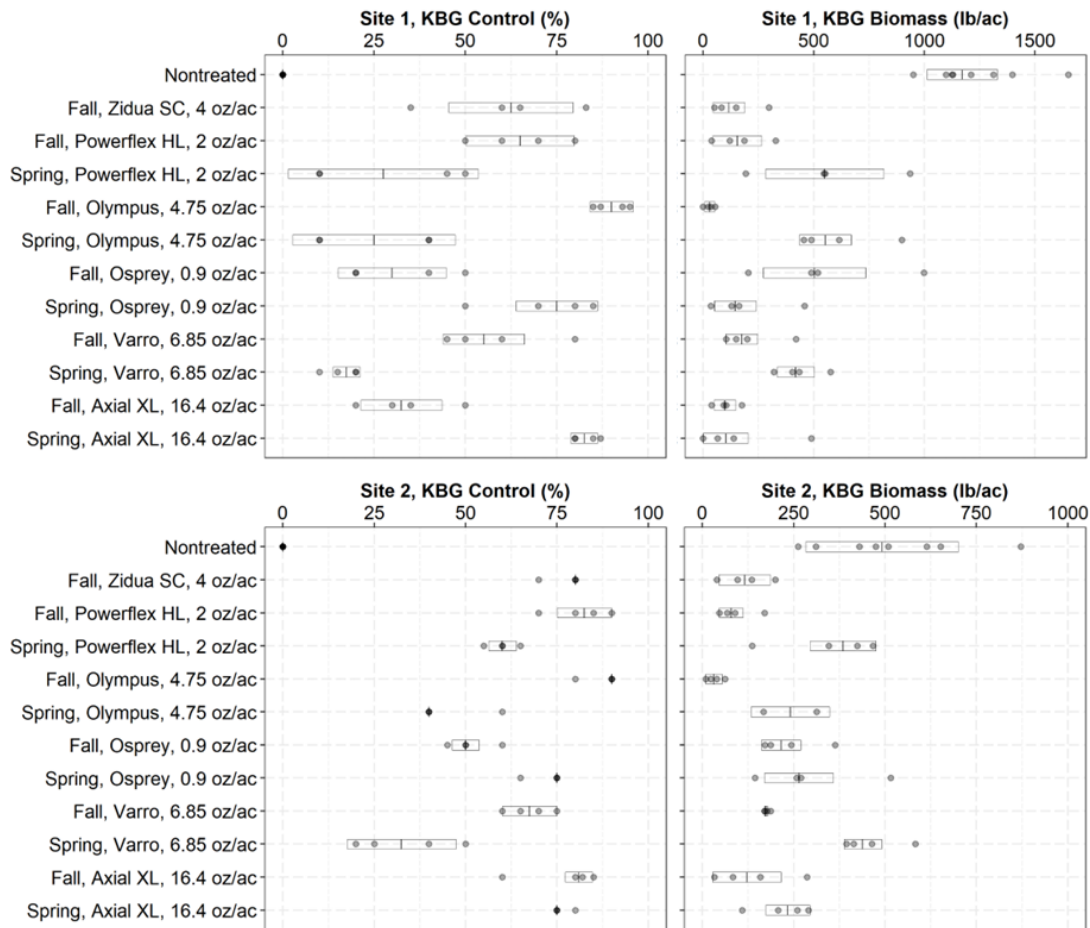 Site 1, KBG Control (%) Site 1, KBG Biomass (lb/ac)
0 25 50 75 100 0 500 1000 1500
Nontreated
Fall, Zidua SC, 4 oz/ac
Fall, Powerflex HL, 2 oz/ac
Spring, Powerflex HL, 2 oz/ac
Fall, Olympus, 4.75 oz/ac
Spring, Olympus, 4.75 oz/ac
Fall, Osprey, 0.9 oz/ac
Spring, Osprey, 0.9 oz/ac
Fall, Varro, 6.85 oz/ac
Spring, Varro, 6.85 oz/ac
Fall, Axial XL, 16.4 oz/ac
Spring, Axial XL, 16.4 oz/ac
Site 2, KBG Control (%) Site 2, KBG Biomass (lb/ac)
0 25 50 75 100 0 250 500 750 1000
Nontreated
Fall, Zidua SC, 4 oz/ac
Fall, Powerflex HL, 2 oz/ac
Spring, Powerflex HL, 2 oz/ac
Fall, Olympus, 4.75 oz/ac
Spring, Olympus, 4.75 oz/ac
Fall, Osprey, 0.9 oz/ac
Spring, Osprey, 0.9 oz/ac
Fall, Varro, 6.85 oz/ac
Spring, Varro, 6.85 oz/ac
Fall, Axial XL, 16.4 oz/ac
Spring, Axial XL, 16.4 oz/ac